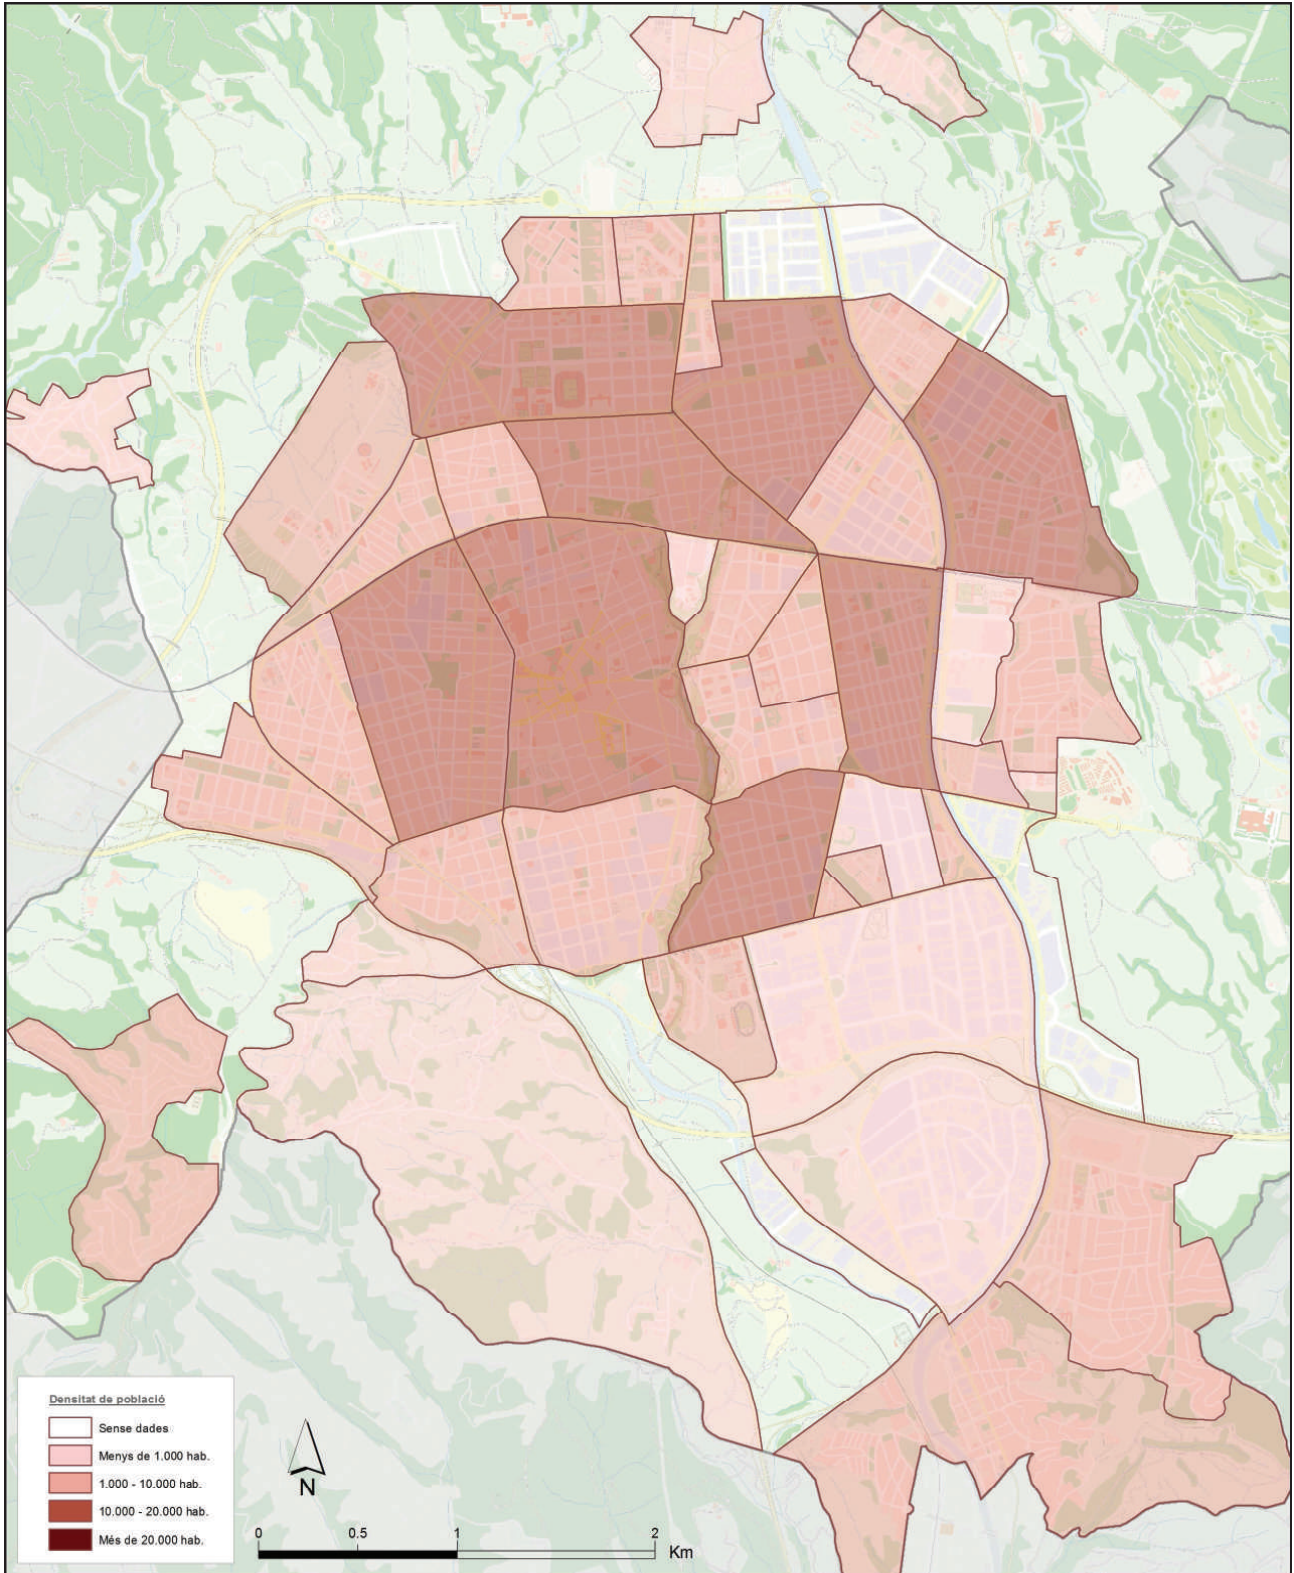 Densitat de població
Sense dades
Menys de 1.000 hab.
1.000 - 10.000 hab.
10.000 - 20.000 hab.
Més de 20.000 hab.
N
0 0.5 1 2 Km